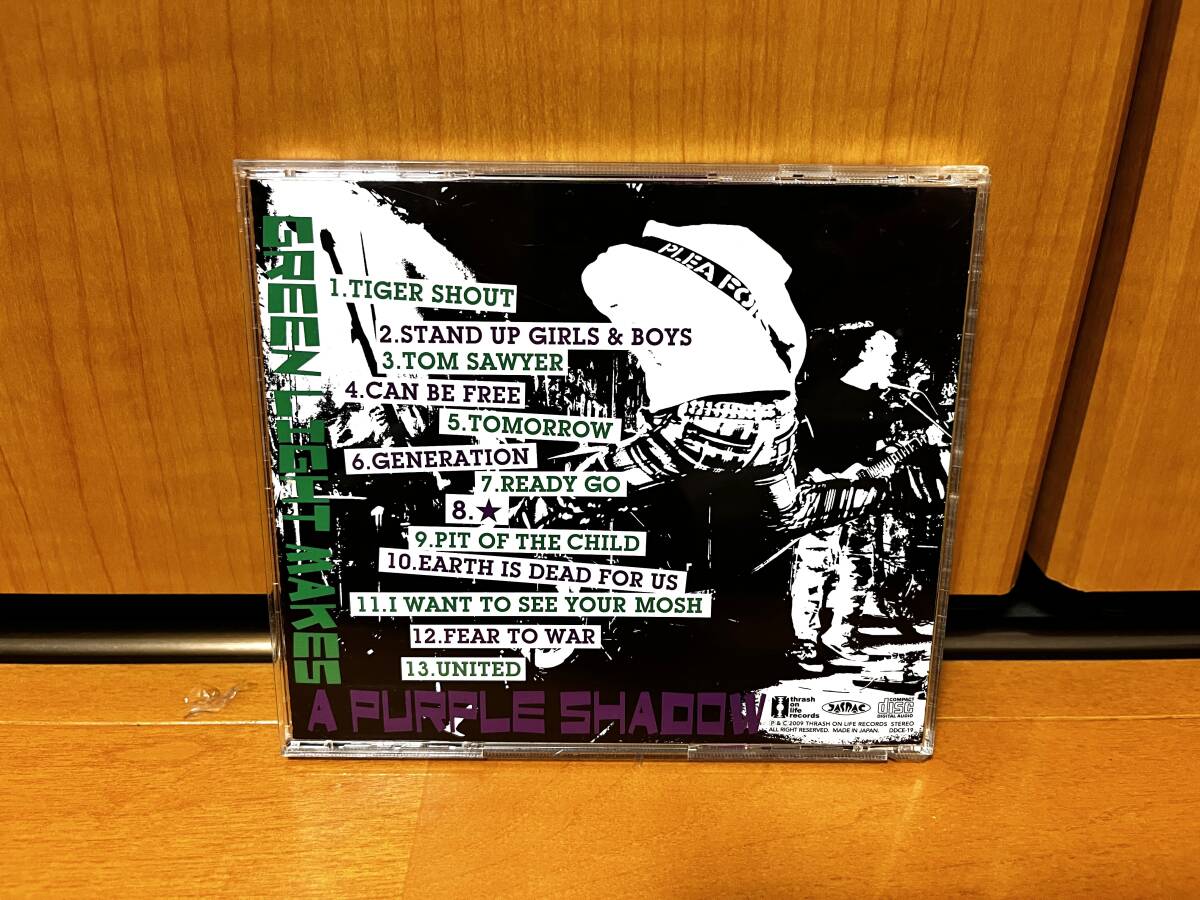 GREEN LIGHT MAKES
A PURPLE SHADOW
PLEA FOR
1.TIGER SHOUT
2.STAND UP GIRLS & BOYS
3.TOM SAWYER
4.CAN BE FREE
5.TOMORROW
6.GENERATION
7.READY GO
8.★
9.PIT OF THE CHILD
10.EARTH IS DEAD FOR US
11.I WANT TO SEE YOUR MOSH
12.FEAR TO WAR
13.UNITED
thrash
on
life
records
JASRAC
COMPACT
disc
DIGITAL AUDIO
P & C 2009 THRASH ON LIFE RECORDS STEREO
ALL RIGHT RESERVED. MADE IN JAPAN. DDCE-19